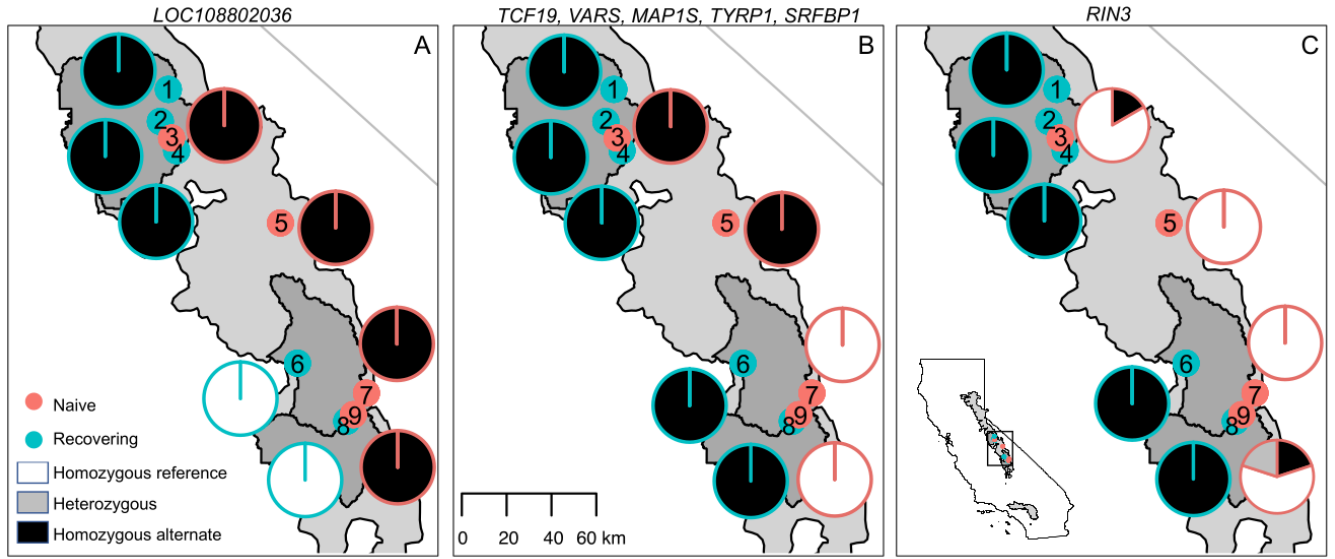 LOC108802036
TCF19, VARS, MAP1S, TYRP1, SRFBP1
RIN3
A
1
2
3
4
5
6
7
9
8
Naive
Recovering
Homozygous reference
Heterozygous
Homozygous alternate
B
1
2
3
4
5
6
7
9
8
0 20 40 60 km
C
1
2
3
4
5
6
7
9
8